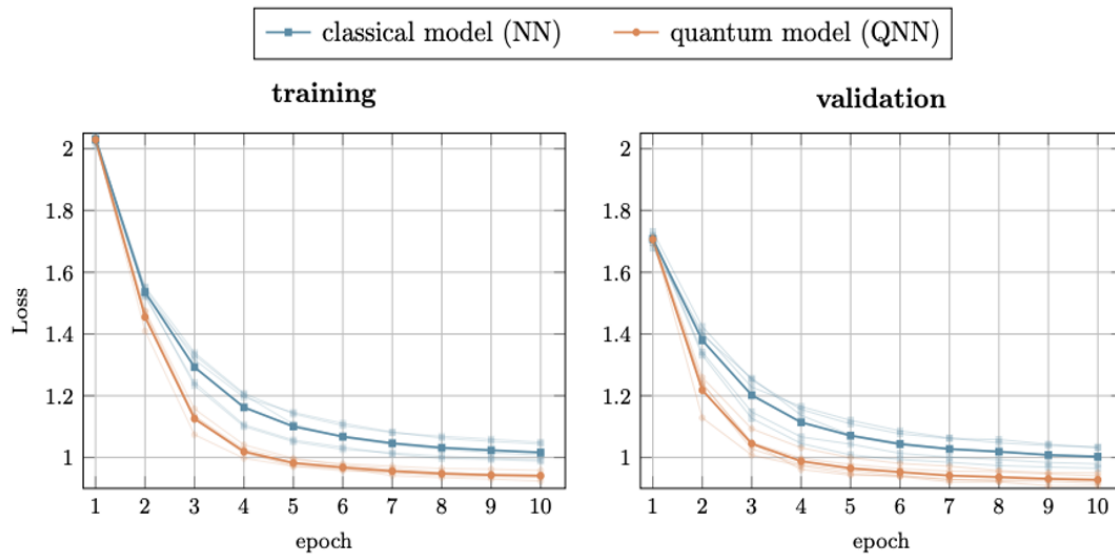 classical model (NN) quantum model (QNN)
training
validation
2
1.8
1.6
1.4
1.2
1
Loss
1 2 3 4 5 6 7 8 9 10
epoch
2
1.8
1.6
1.4
1.2
1
1 2 3 4 5 6 7 8 9 10
epoch